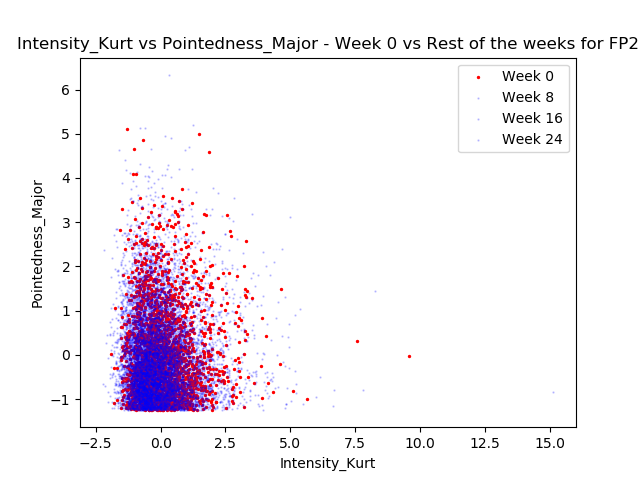 Intensity_Kurt vs Pointedness_Major - Week 0 vs Rest of the weeks for FP2
Week 0
Week 8
Week 16
Week 24
Pointedness_Major
6
5
4
3
2
1
0
−1
−2.5 0.0 2.5 5.0 7.5 10.0 12.5 15.0
Intensity_Kurt